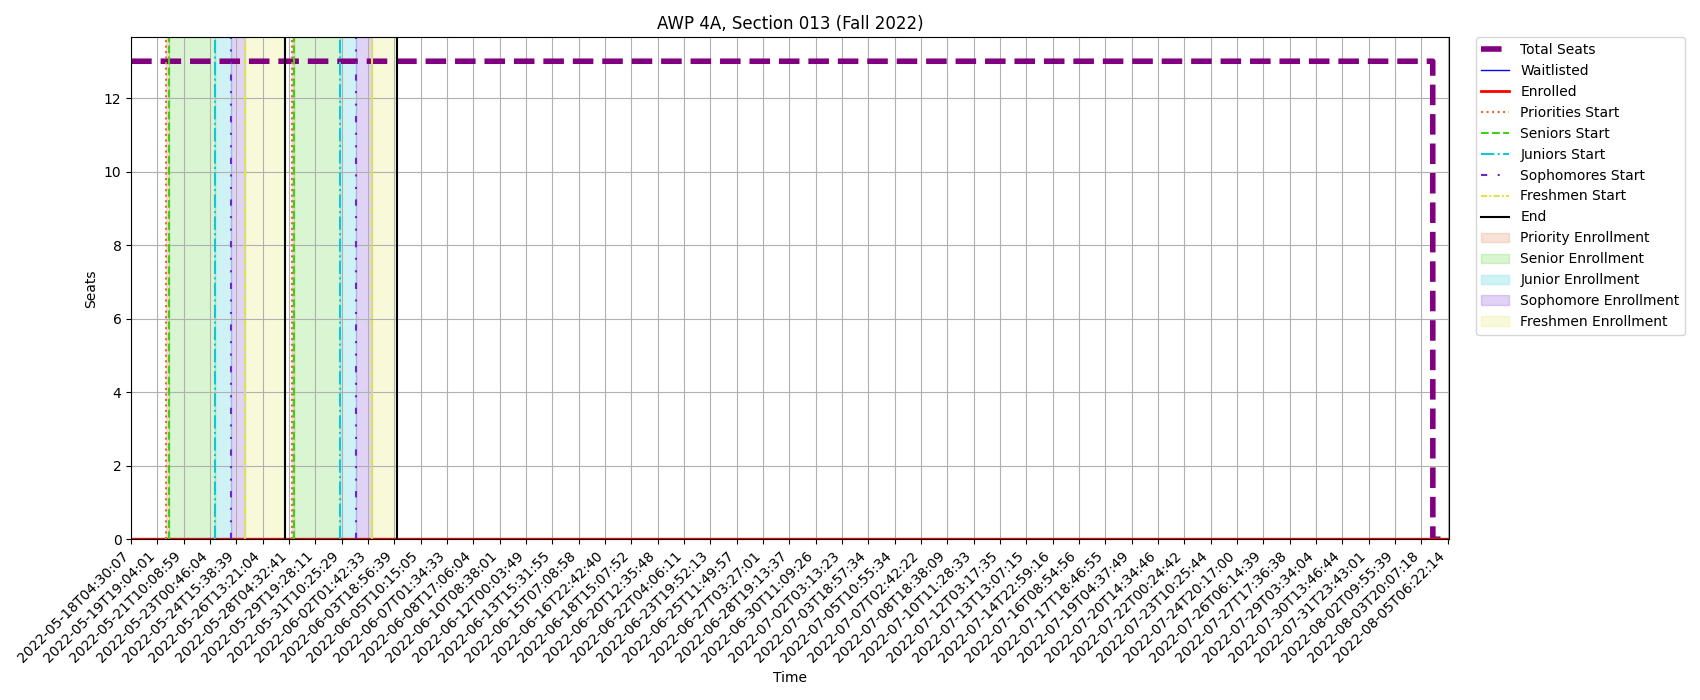 AWP 4A, Section 013 (Fall 2022)
Seats
12
10
8
6
4
2
0
2022-05-18T04:30:07
2022-05-19T19:04:01
2022-05-21T10:08:59
2022-05-23T00:46:04
2022-05-24T15:38:39
2022-05-26T13:21:04
2022-05-28T04:32:41
2022-05-29T19:28:11
2022-05-31T10:25:29
2022-06-02T01:42:33
2022-06-03T18:56:39
2022-06-05T10:15:05
2022-06-07T01:34:33
2022-06-08T17:06:04
2022-06-10T08:38:01
2022-06-12T00:03:49
2022-06-13T15:31:55
2022-06-15T07:08:58
2022-06-16T22:42:40
2022-06-18T15:07:52
2022-06-20T12:35:48
2022-06-22T04:06:11
2022-06-23T19:52:13
2022-06-25T11:49:57
2022-06-27T03:27:01
2022-06-28T19:13:37
2022-06-30T11:09:26
2022-07-02T03:13:23
2022-07-03T18:57:34
2022-07-05T10:55:34
2022-07-07T02:42:22
2022-07-08T18:38:09
2022-07-10T11:28:33
2022-07-12T03:17:35
2022-07-13T13:07:15
2022-07-14T22:59:16
2022-07-16T08:54:56
2022-07-17T18:46:55
2022-07-19T04:37:49
2022-07-20T14:34:46
2022-07-22T00:24:42
2022-07-23T10:25:44
2022-07-24T20:17:00
2022-07-26T06:14:39
2022-07-27T17:36:38
2022-07-29T03:34:04
2022-07-30T13:46:44
2022-07-31T23:43:01
2022-08-02T09:55:39
2022-08-03T20:07:18
2022-08-05T06:22:14
Time
Total Seats
Waitlisted
Enrolled
Priorities Start
Seniors Start
Juniors Start
Sophomores Start
Freshmen Start
End
Priority Enrollment
Senior Enrollment
Junior Enrollment
Sophomore Enrollment
Freshmen Enrollment